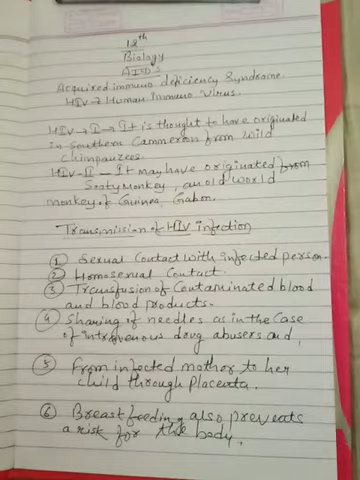 12th
Biology
AIDS
Acquired immuno deficiency Syndrome.
HIV → Human Immuno Virus.
HIV → I → It is thought to have originated
in Southern Cammeron from wild
Chimpanzees.
HIV-II - It may have originated from
Sooty Monkey, an old World
monkey of Guinea, Gabon.
Transmission of HIV infection
① Sexual Contact with infected person.
② Homosexual Contact.
③ Transfusion of Contaminated blood
and blood products.
④ Sharing of needles as in the Case
of intravenous drug abusers and,
⑤ From infected mother to her
child through Placenta.
⑥ Breast feeding also presents
a risk for the body.